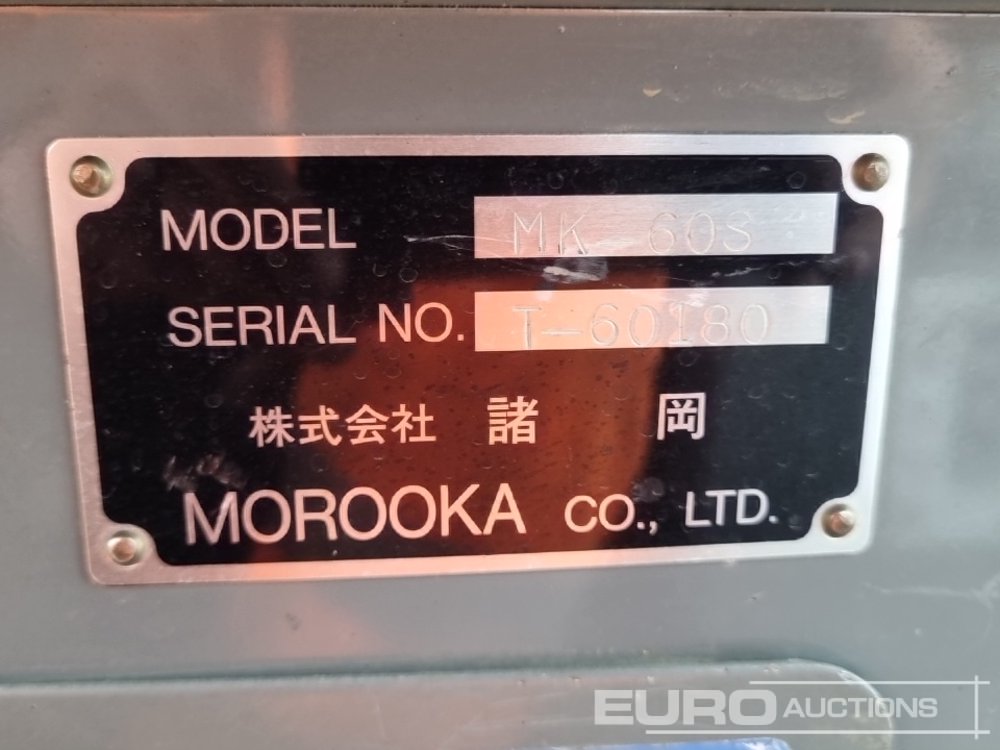 MODEL MK-60S
SERIAL NO. T-60180
株式会社 諸 岡
MOROOKA CO., LTD.
EURO AUCTIONS